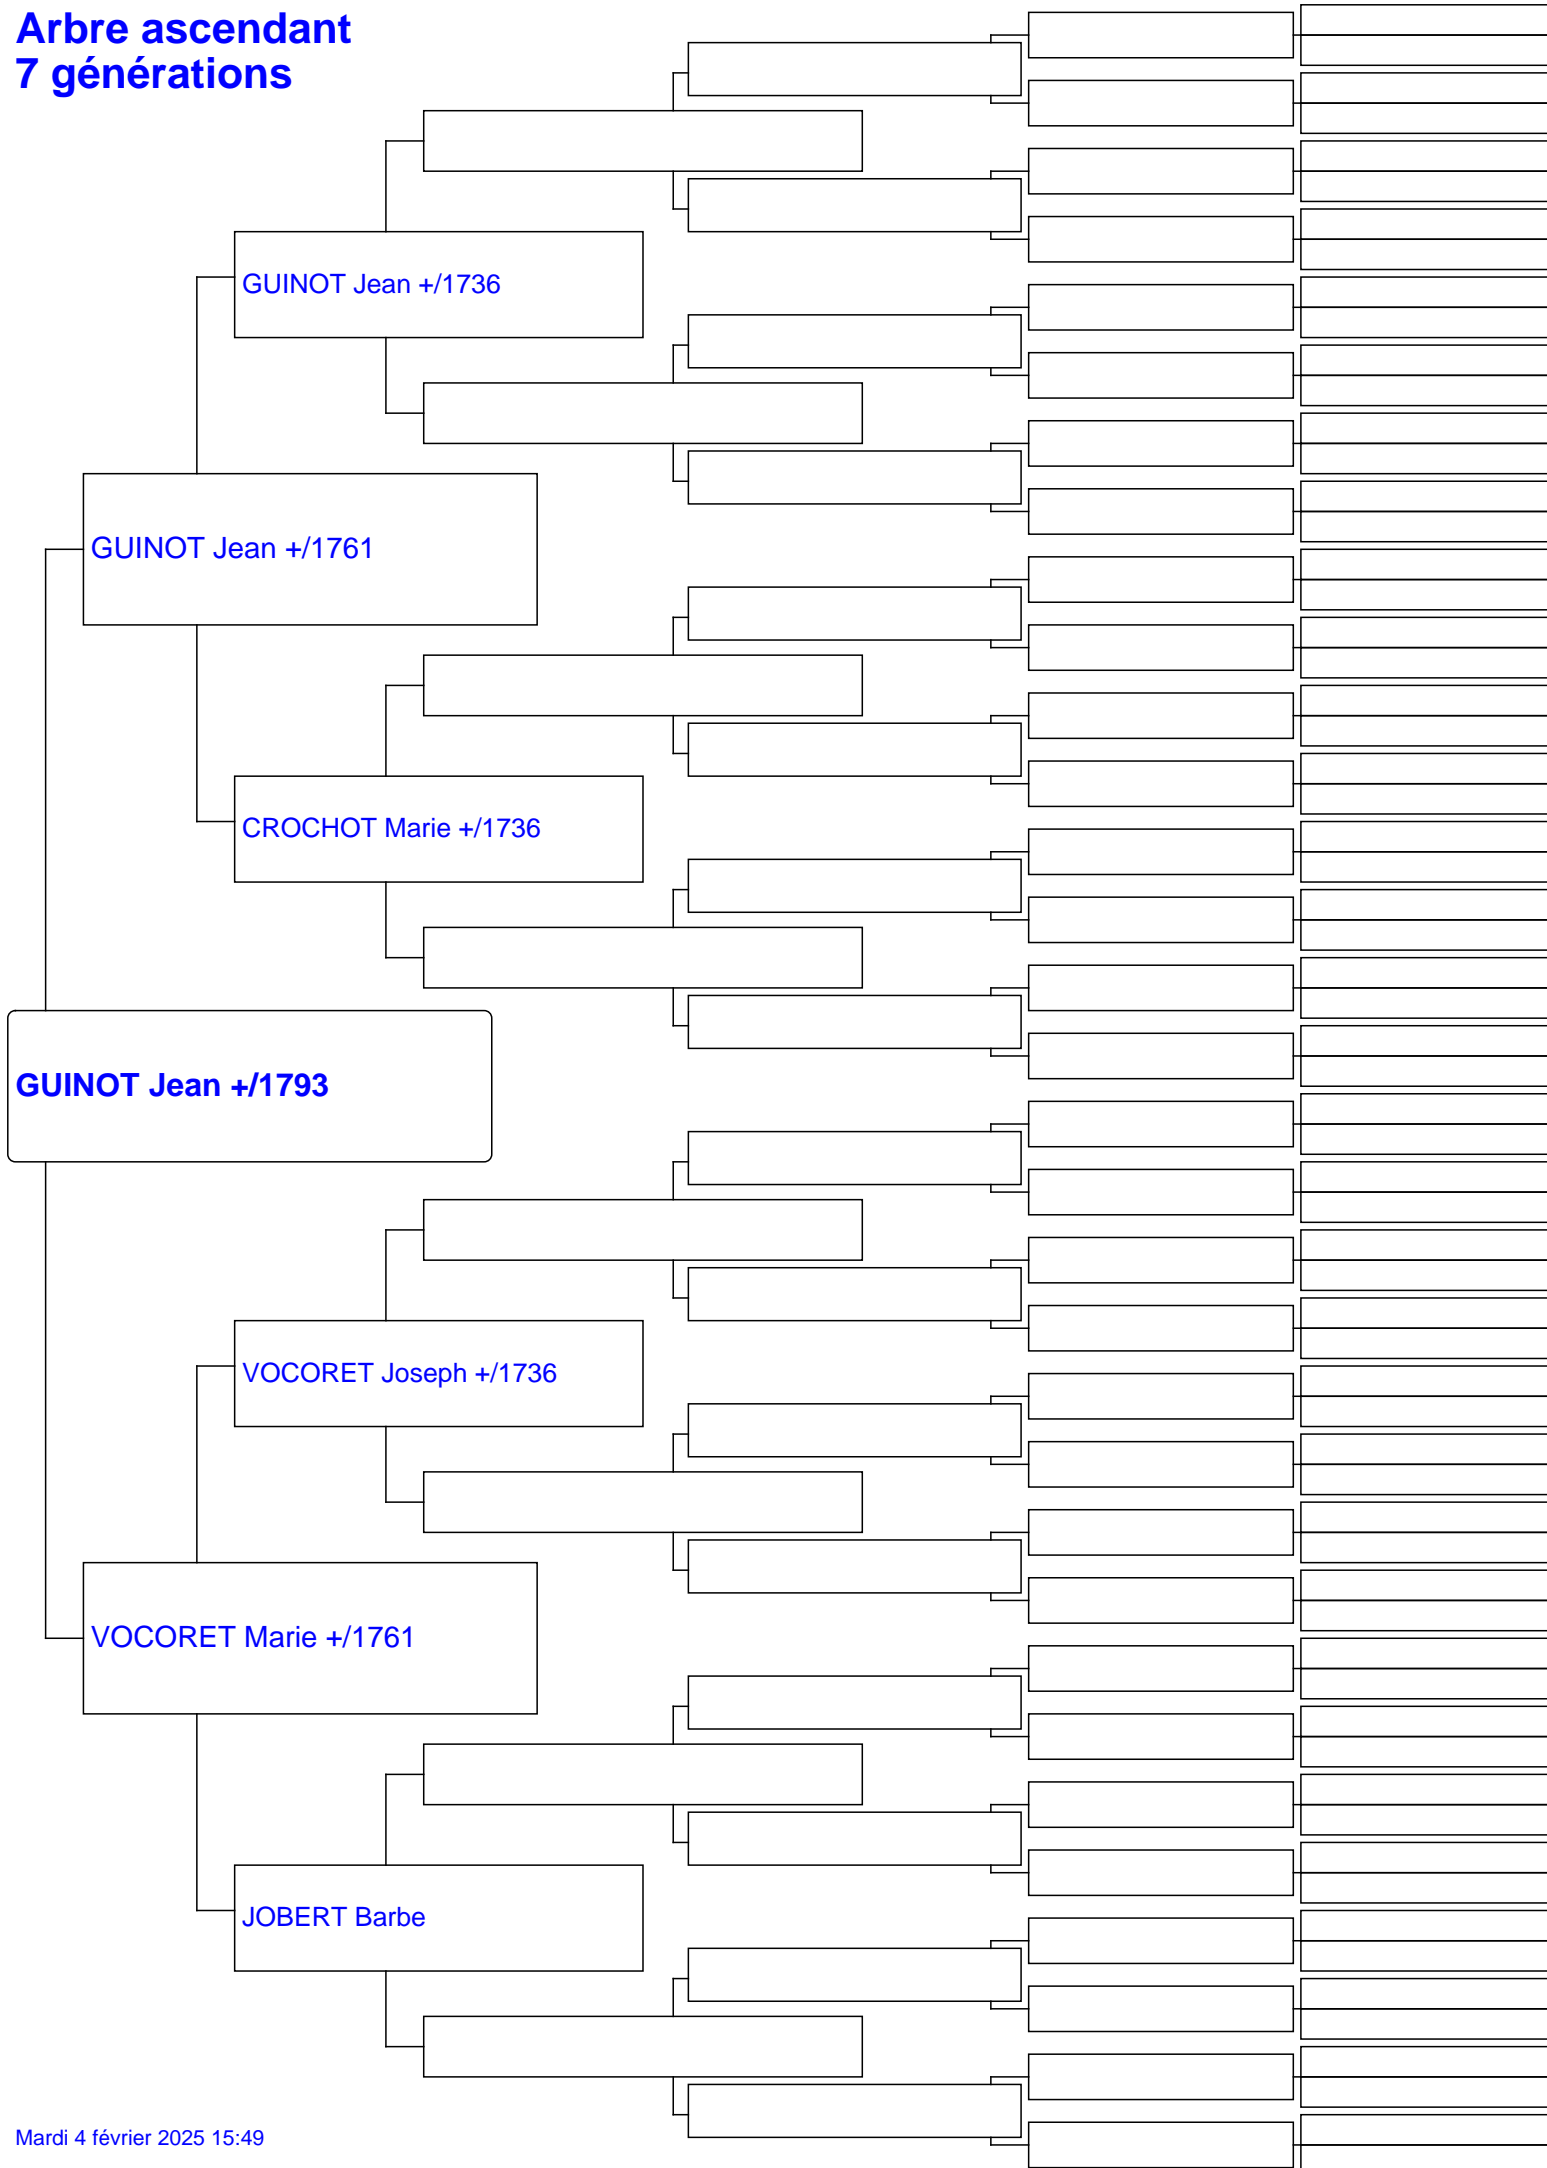 Arbre ascendant
7 générations
GUINOT Jean +/1736
GUINOT Jean +/1761
CROCHOT Marie +/1736
GUINOT Jean +/1793
VOCORET Joseph +/1736
VOCORET Marie +/1761
JOBERT Barbe
Mardi 4 février 2025 15:49